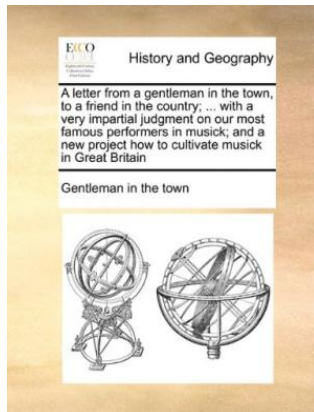 ECCO
History and Geography
A letter from a gentleman in the town,
to a friend in the country; ... with a
very impartial judgment on our most
famous performers in musick; and a
new project how to cultivate musick
in Great Britain
Gentleman in the town